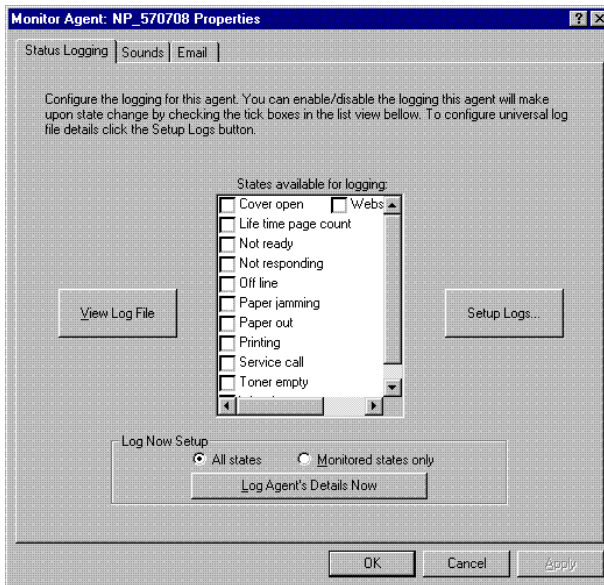 Monitor Agent: NP_570708 Properties
Status Logging Sounds Email
Configure the logging for this agent. You can enable/disable the logging this agent will make
upon state change by checking the tick boxes in the list view bellow. To configure universal log
file details click the Setup Logs button.
States available for logging:
Cover open Webs
Life time page count
Not ready
Not responding
Off line
Paper jamming
Paper out
Printing
Service call
Toner empty
View Log File
Setup Logs...
Log Now Setup
All states Monitored states only
Log Agent's Details Now
OK Cancel Apply